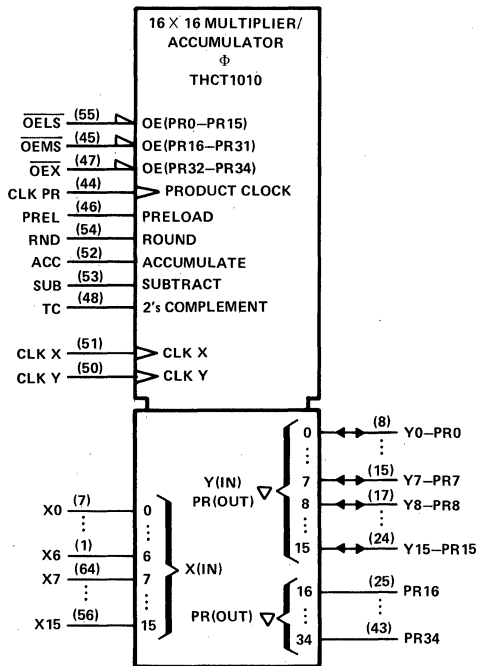 16 X 16 MULTIPLIER/
ACCUMULATOR
Φ
THCT1010
OELS (55) OE(PR0–PR15)
OEMS (45) OE(PR16–PR31)
OEX (47) OE(PR32–PR34)
CLK PR (44) PRODUCT CLOCK
PREL (46) PRELOAD
RND (54) ROUND
ACC (52) ACCUMULATE
SUB (53) SUBTRACT
TC (48) 2's COMPLEMENT
CLK X (51) CLK X
CLK Y (50) CLK Y
0 (8) Y0–PR0
Y(IN) 7 (15) Y7–PR7
PR(OUT) 8 (17) Y8–PR8
X0 (7) 0
15 (24) Y15–PR15
X6 (1) 6
X(IN)
X7 (64) 7
16 (25) PR16
PR(OUT)
X15 (56) 15
34 (43) PR34